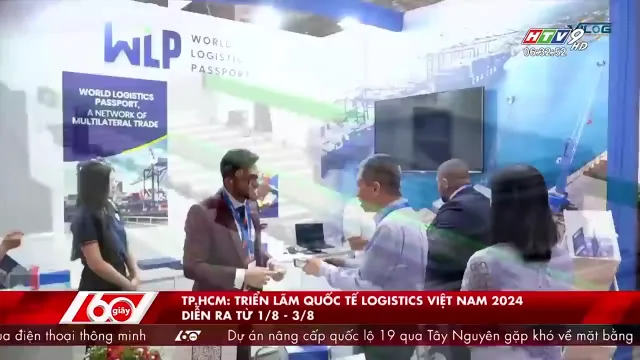 WLP
WORLD
LOGISTICS
PASSPORT
WORLD LOGISTICS
PASSPORT,
A NETWORK OF
MULTILATERAL TRADE
HTV9
HD
VILOG
06:32:52
60
giây
TP.HCM: TRIỂN LÃM QUỐC TẾ LOGISTICS VIỆT NAM 2024
DIỄN RA TỪ 1/8 - 3/8
ua điện thoại thông minh Dự án nâng cấp quốc lộ 19 qua Tây Nguyên gặp khó về mặt bằng